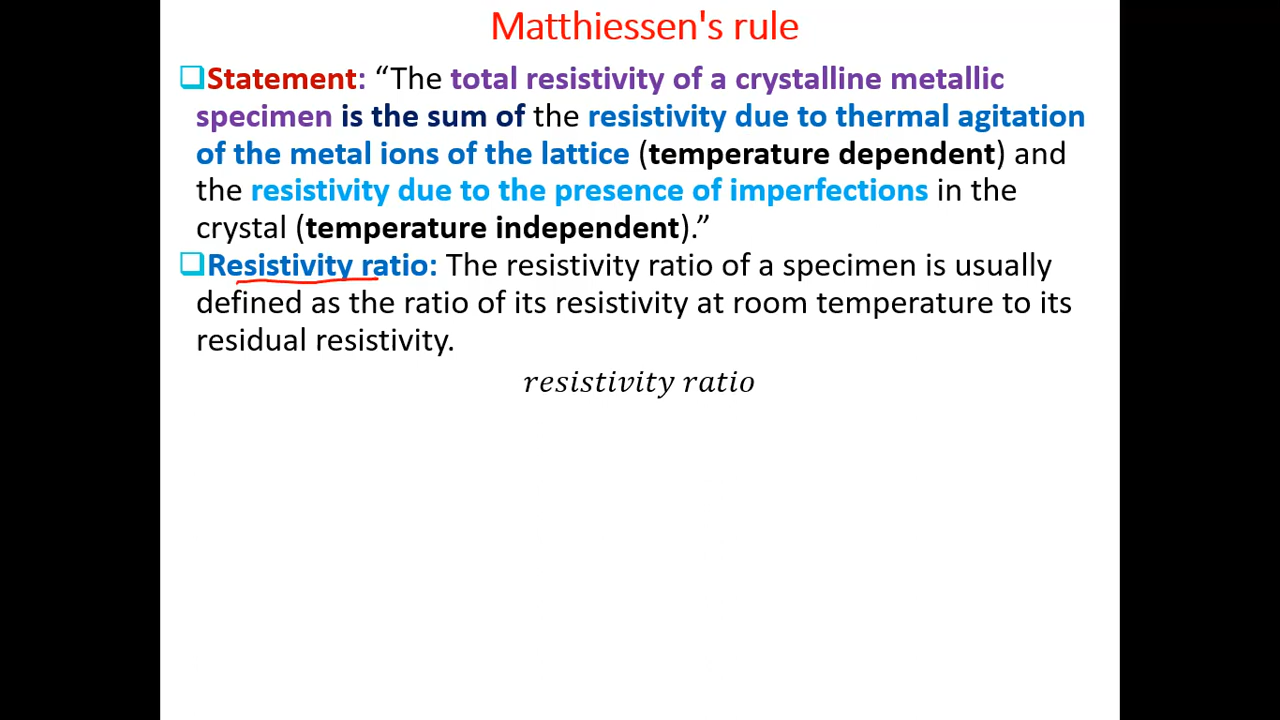 Matthiessen's rule
❑Statement: “The total resistivity of a crystalline metallic
specimen is the sum of the resistivity due to thermal agitation
of the metal ions of the lattice (temperature dependent) and
the resistivity due to the presence of imperfections in the
crystal (temperature independent).”
❑Resistivity ratio: The resistivity ratio of a specimen is usually
defined as the ratio of its resistivity at room temperature to its
residual resistivity.
resistivity ratio